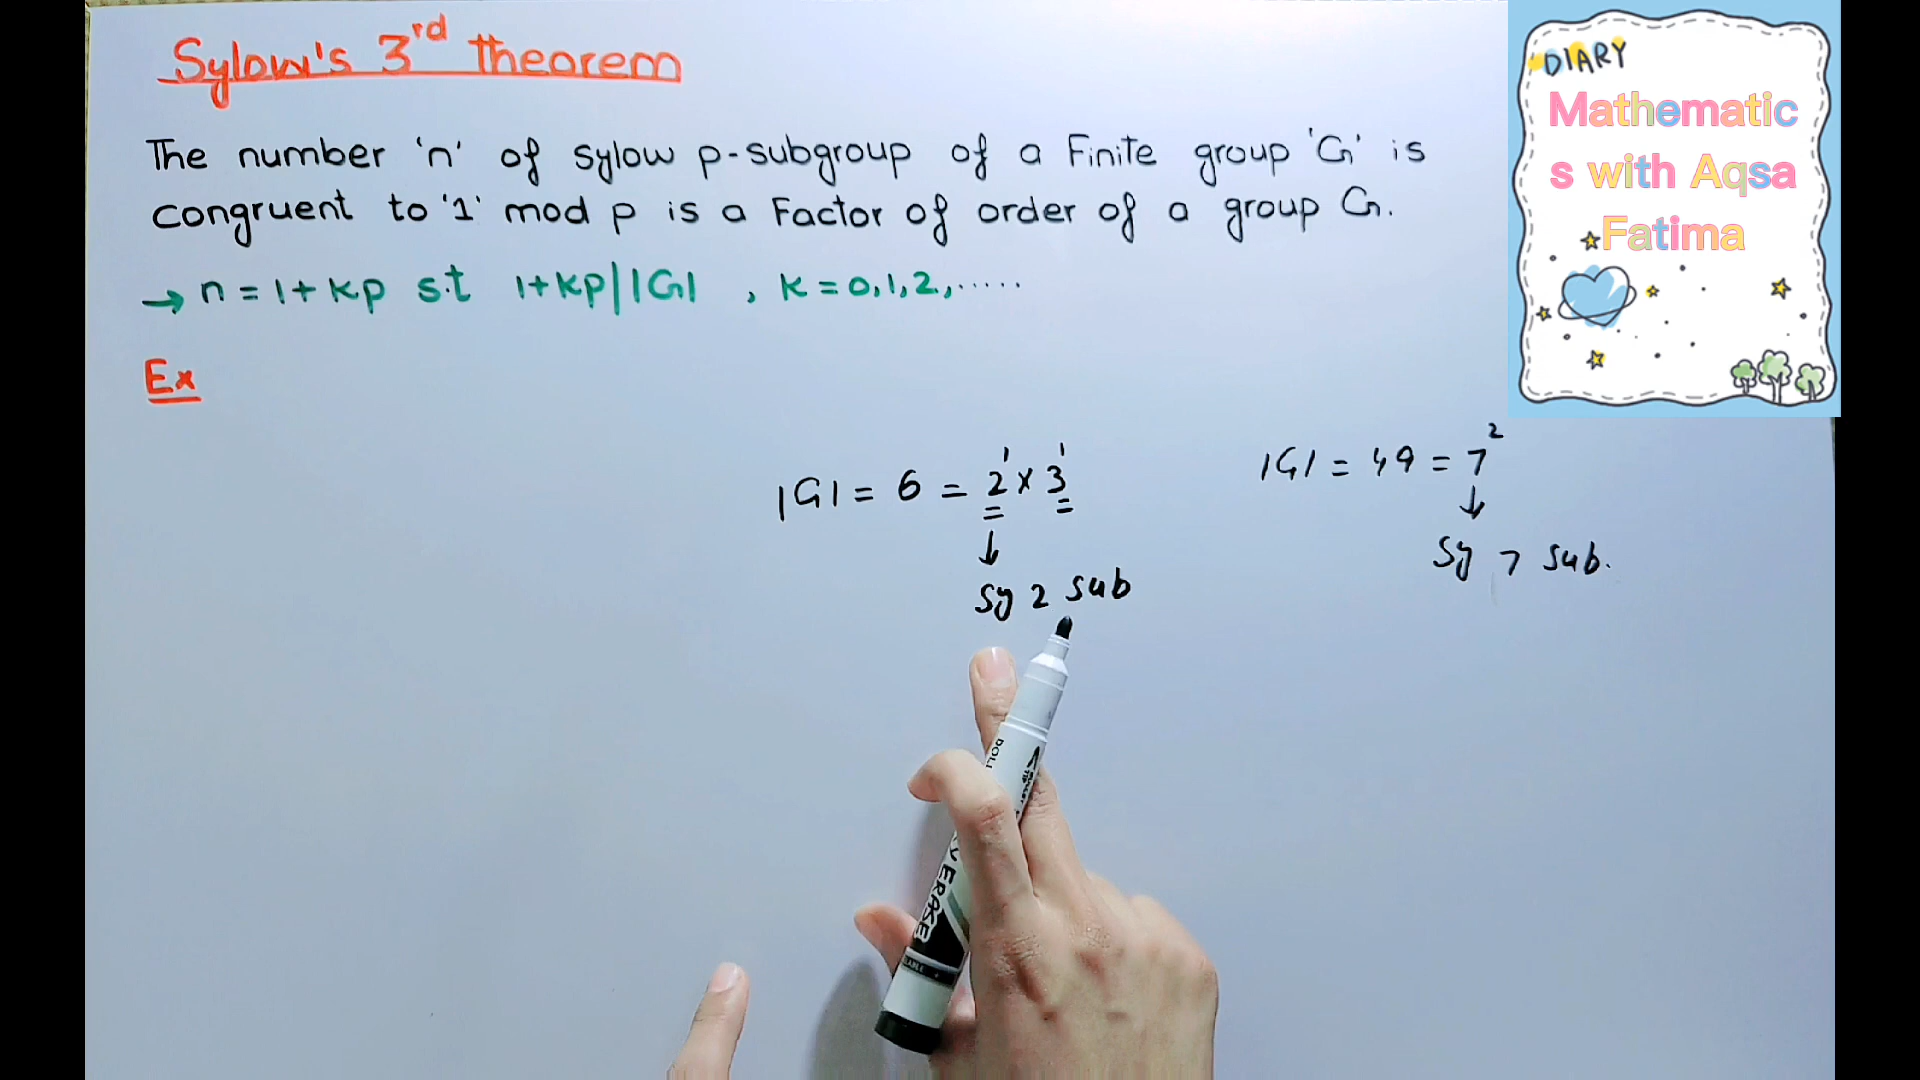 Sylow's 3rd theorem
The number 'n' of sylow p-subgroup of a Finite group 'G' is
congruent to '1' mod p is a Factor of order of a group G.
→ n = 1+kp s.t 1+kp||G| , k = 0,1,2,.....
Ex
|G| = 6 = 2¹ x 3¹
↓
Sy 2 sub
|G| = 49 = 7²
↓
Sy 7 sub.
DIARY
Mathematic
s with Aqsa
Fatima
ERASE